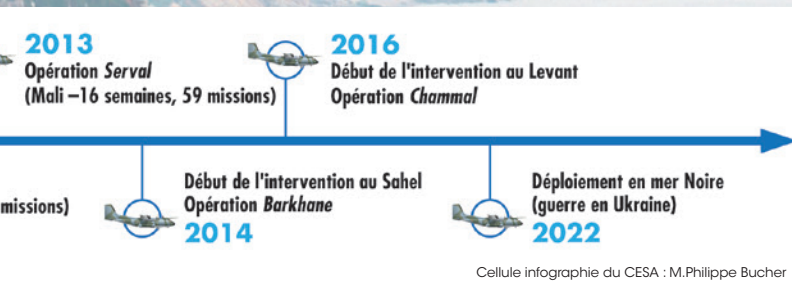 2013
Opération Serval
(Mali –16 semaines, 59 missions)
2016
Début de l'intervention au Levant
Opération Chammal
missions)
Début de l'intervention au Sahel
Opération Barkhane
2014
Déploiement en mer Noire
(guerre en Ukraine)
2022
Cellule infographie du CESA : M.Philippe Bucher